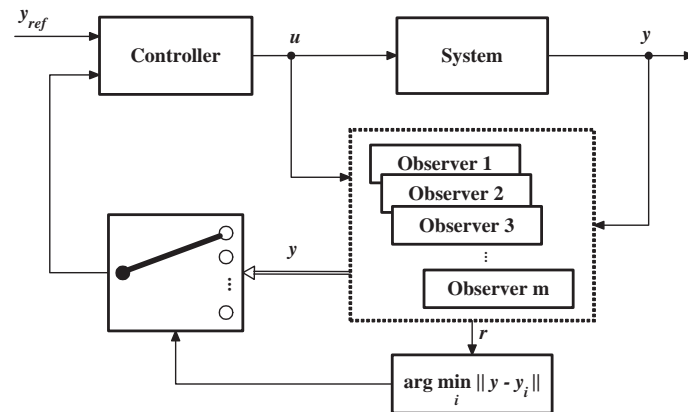 y_ref
Controller
u
System
y
Observer 1
Observer 2
Observer 3
...
Observer m
y
...
r
arg min || y - y_i ||
i